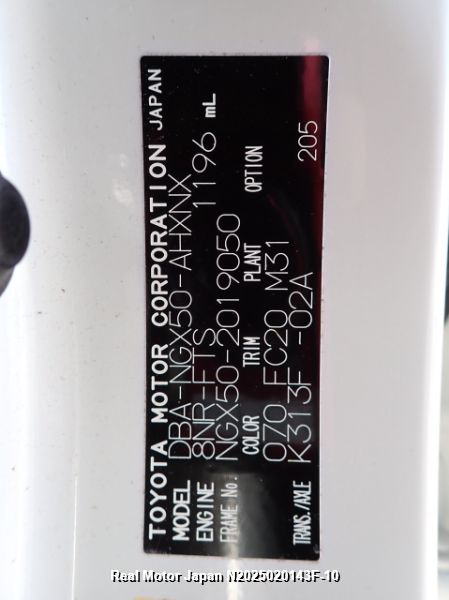 TOYOTA MOTOR CORPORATION JAPAN
MODEL DBA-NGX50-AHXNX
ENGINE 8NR-FTS 1196 mL
FRAME No. NGX50-2019050
COLOR TRIM PLANT OPTION
070 FC20 M31
TRANS./AXLE K313F -02A 205
Real Motor Japan N2025020143F-10